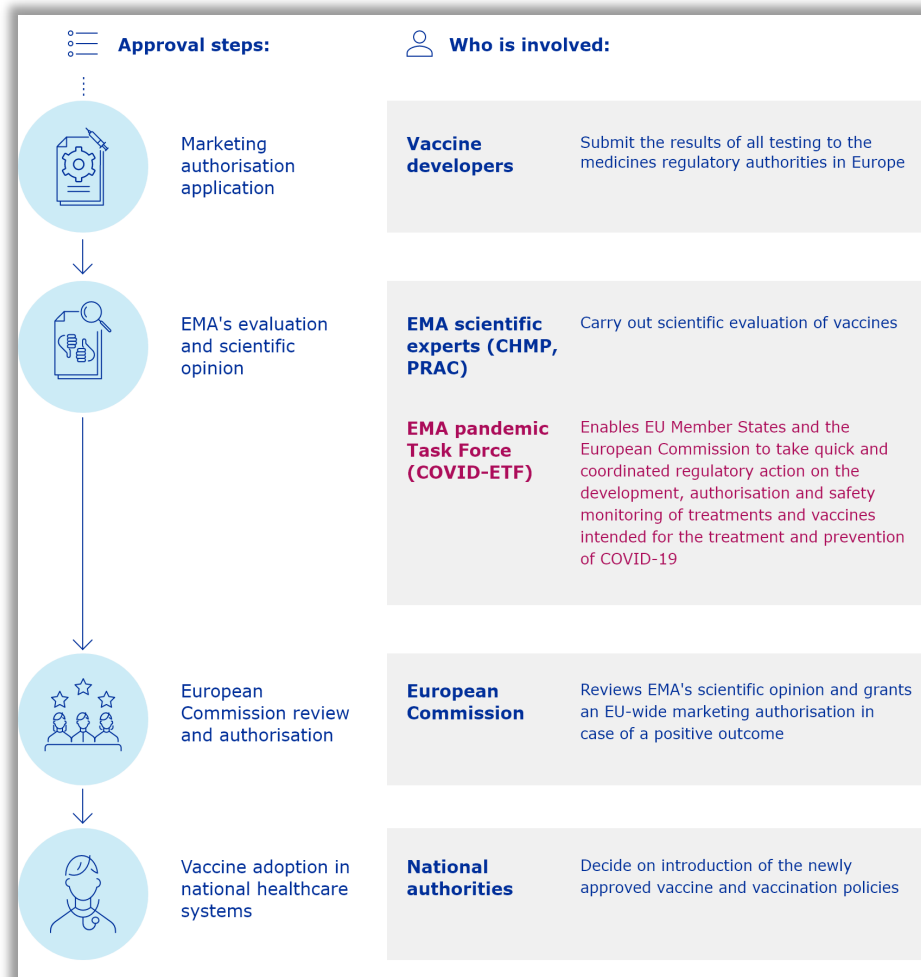 Approval steps:
Who is involved:
Marketing
authorisation
application
Vaccine
developers
Submit the results of all testing to the
medicines regulatory authorities in Europe
EMA's evaluation
and scientific
opinion
EMA scientific
experts (CHMP,
PRAC)
Carry out scientific evaluation of vaccines
EMA pandemic
Task Force
(COVID-ETF)
Enables EU Member States and the
European Commission to take quick and
coordinated regulatory action on the
development, authorisation and safety
monitoring of treatments and vaccines
intended for the treatment and prevention
of COVID-19
European
Commission review
and authorisation
European
Commission
Reviews EMA's scientific opinion and grants
an EU-wide marketing authorisation in
case of a positive outcome
Vaccine adoption in
national healthcare
systems
National
authorities
Decide on introduction of the newly
approved vaccine and vaccination policies